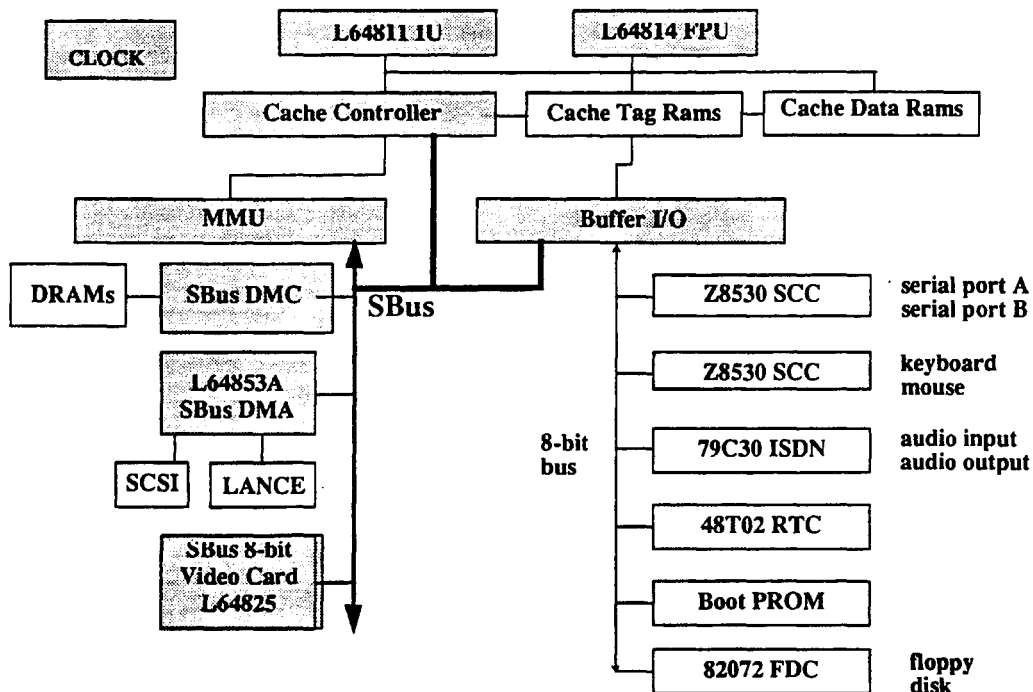 L64811 IU
L64814 FPU
CLOCK
Cache Controller
Cache Tag Rams
Cache Data Rams
MMU
Buffer I/O
DRAMs
SBus DMC
SBus
Z8530 SCC
serial port A
serial port B
L64853A
SBus DMA
Z8530 SCC
keyboard
mouse
8-bit
bus
79C30 ISDN
audio input
audio output
SCSI
LANCE
48T02 RTC
SBus 8-bit
Video Card
L64825
Boot PROM
82072 FDC
floppy
disk